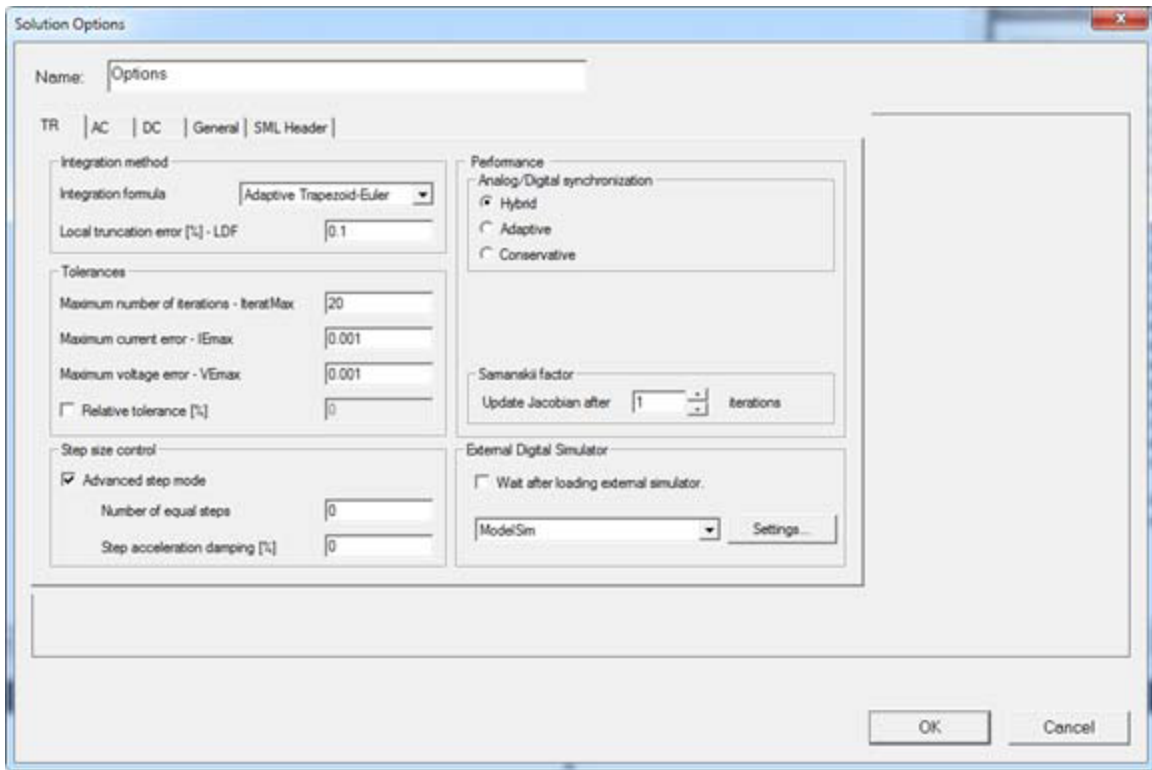 Solution Options
x
Name: Options
TR AC DC General SML Header
Integration method
Integration formula Adaptive Trapezoid-Euler
Local truncation error [%] - LDF 0.1
Tolerances
Maximum number of iterations - IteratMax 20
Maximum current error - IEmax 0.001
Maximum voltage error - VEmax 0.001
Relative tolerance [%] 0
Step size control
Advanced step mode
Number of equal steps 0
Step acceleration damping [%] 0
Performance
Analog/Digital synchronization
Hybrid
Adaptive
Conservative
Samanskii factor
Update Jacobian after 1 iterations
External Digital Simulator
Wait after loading external simulator.
ModelSim Settings...
OK Cancel